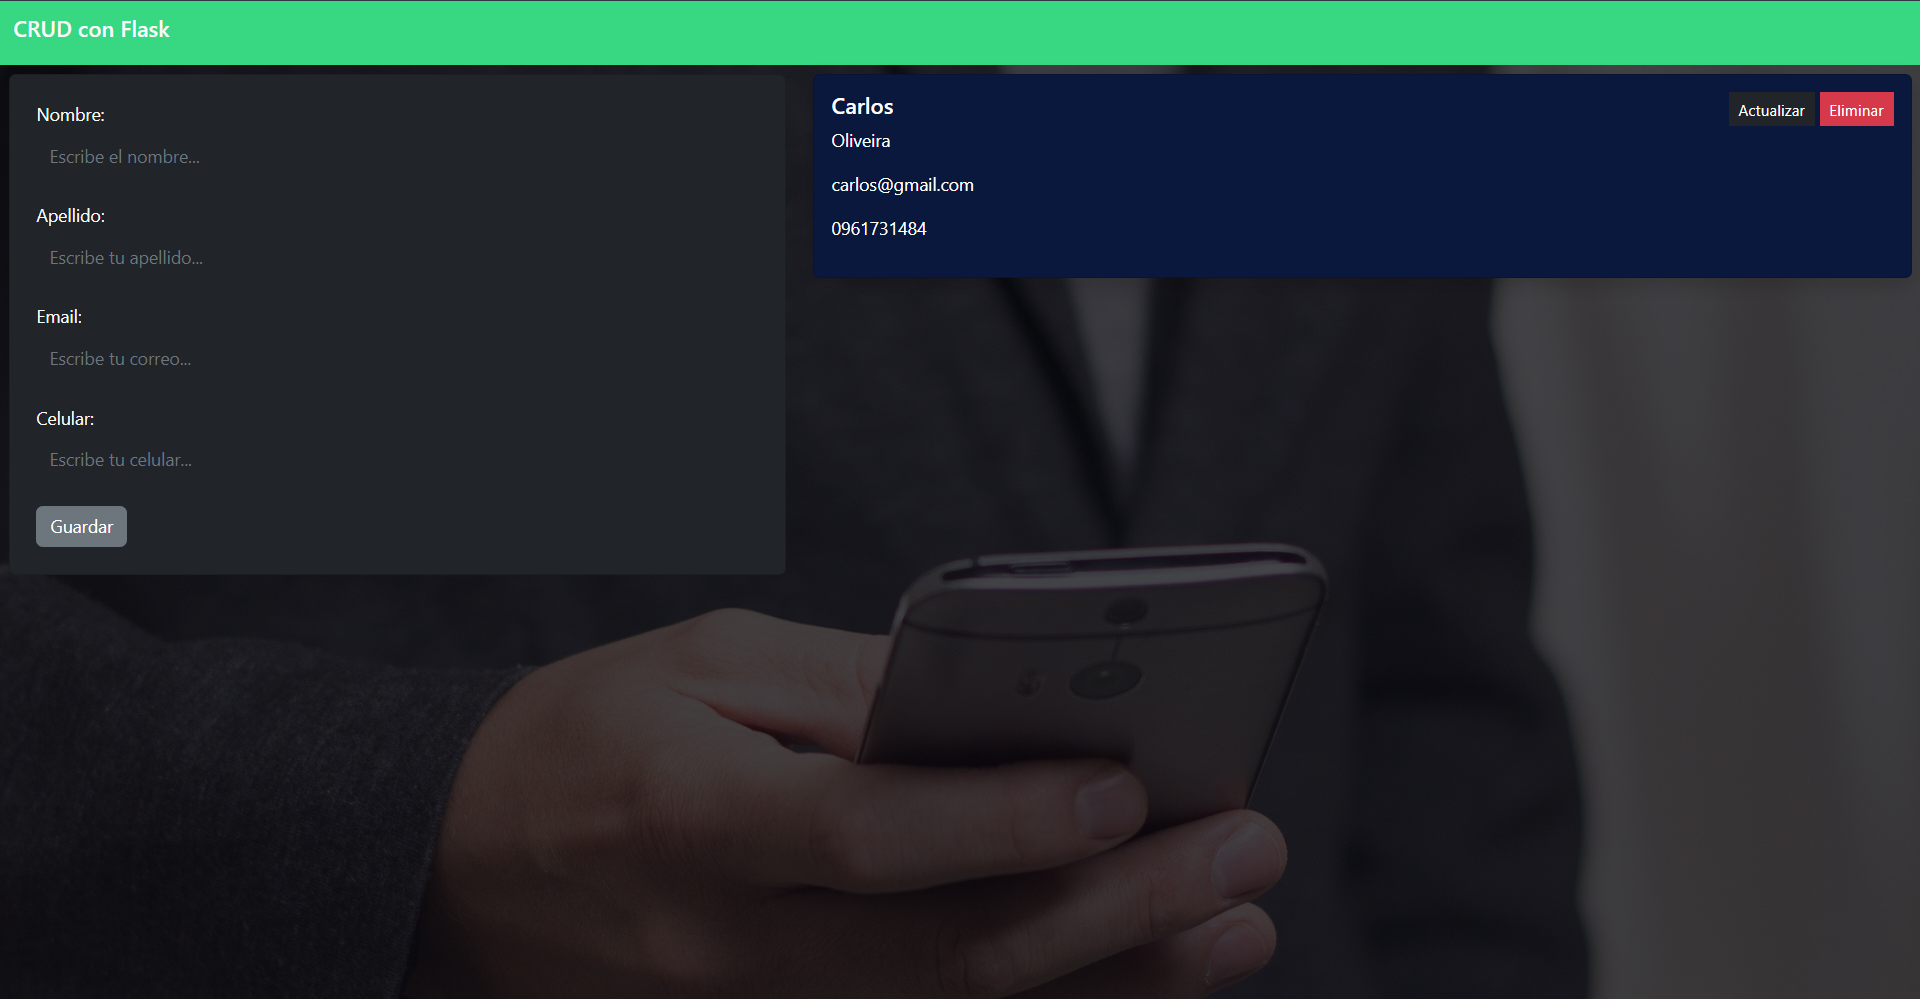 CRUD con Flask
Nombre:
Escribe el nombre...
Apellido:
Escribe tu apellido...
Email:
Escribe tu correo...
Celular:
Escribe tu celular...
Guardar
Carlos
Actualizar Eliminar
Oliveira
carlos@gmail.com
0961731484